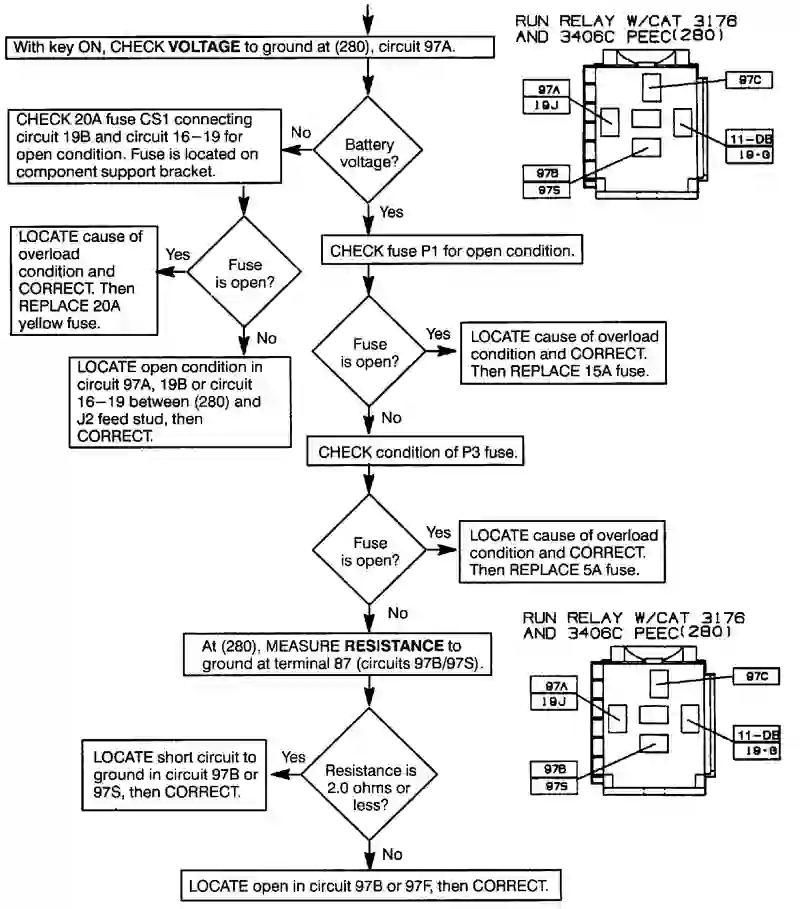 With key ON, CHECK VOLTAGE to ground at (280), circuit 97A.
RUN RELAY W/CAT 3176
AND 3406C PEEC(280)
97A
19J
97C
11-DB
19-G
97B
97S
CHECK 20A fuse CS1 connecting
circuit 19B and circuit 16-19 for
open condition. Fuse is located on
component support bracket.
No
Battery
voltage?
Yes
LOCATE cause of
overload
condition and
CORRECT. Then
REPLACE 20A
yellow fuse.
Yes
Fuse
is open?
No
CHECK fuse P1 for open condition.
Fuse
is open?
Yes
LOCATE cause of overload
condition and CORRECT.
Then REPLACE 15A fuse.
No
LOCATE open condition in
circuit 97A, 19B or circuit
16-19 between (280) and
J2 feed stud, then
CORRECT.
CHECK condition of P3 fuse.
Fuse
is open?
Yes
LOCATE cause of overload
condition and CORRECT.
Then REPLACE 5A fuse.
No
At (280), MEASURE RESISTANCE to
ground at terminal 87 (circuits 97B/97S).
RUN RELAY W/CAT 3176
AND 3406C PEEC(280)
97A
19J
97C
11-DB
19-G
97B
97S
LOCATE short circuit to
ground in circuit 97B or
97S, then CORRECT.
Yes
Resistance is
2.0 ohms or
less?
No
LOCATE open in circuit 97B or 97F, then CORRECT.